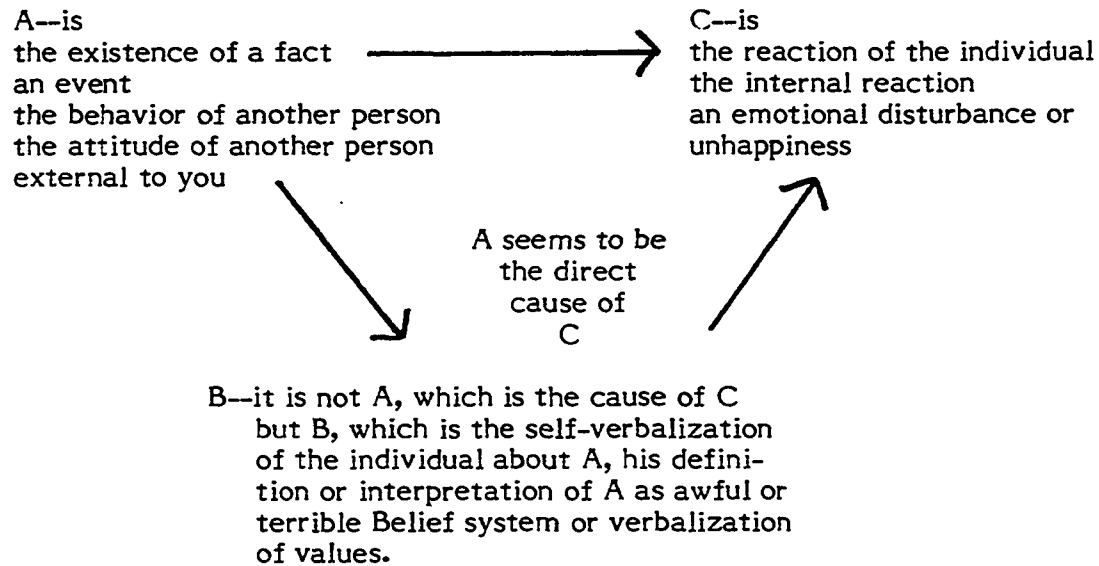 A--is
the existence of a fact
an event
the behavior of another person
the attitude of another person
external to you
C--is
the reaction of the individual
the internal reaction
an emotional disturbance or
unhappiness
A seems to be
the direct
cause of
C
B--it is not A, which is the cause of C
but B, which is the self-verbalization
of the individual about A, his defini-
tion or interpretation of A as awful or
terrible Belief system or verbalization
of values.